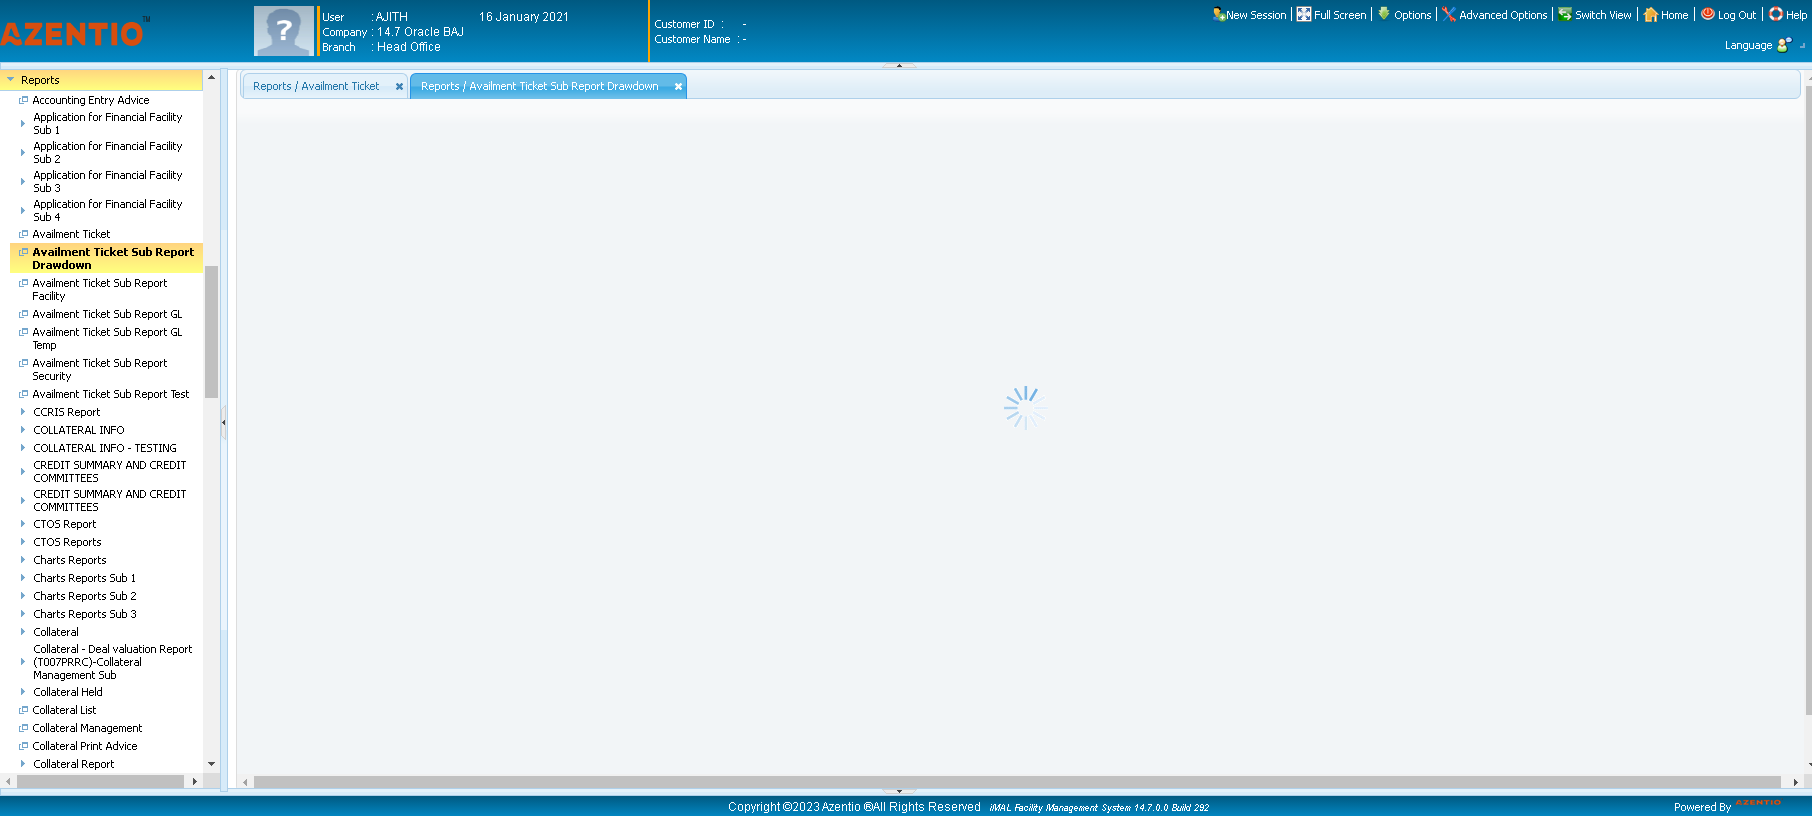 AZENTIO™
User : AJITH 16 January 2021
Company : 14.7 Oracle BAJ
Branch : Head Office
Customer ID : -
Customer Name : -
New Session | Full Screen | Options | Advanced Options | Switch View | Home | Log Out | Help
Language
Reports
Accounting Entry Advice
Application for Financial Facility
Sub 1
Application for Financial Facility
Sub 2
Application for Financial Facility
Sub 3
Application for Financial Facility
Sub 4
Availment Ticket
Availment Ticket Sub Report
Drawdown
Availment Ticket Sub Report
Facility
Availment Ticket Sub Report GL
Availment Ticket Sub Report GL
Temp
Availment Ticket Sub Report
Security
Availment Ticket Sub Report Test
CCRIS Report
COLLATERAL INFO
COLLATERAL INFO - TESTING
CREDIT SUMMARY AND CREDIT
COMMITTEES
CREDIT SUMMARY AND CREDIT
COMMITTEES
CTOS Report
CTOS Reports
Charts Reports
Charts Reports Sub 1
Charts Reports Sub 2
Charts Reports Sub 3
Collateral
Collateral - Deal valuation Report
(T007PRRC)-Collateral
Management Sub
Collateral Held
Collateral List
Collateral Management
Collateral Print Advice
Collateral Report
Reports / Availment Ticket
Reports / Availment Ticket Sub Report Drawdown
Copyright ©2023 Azentio ®All Rights Reserved iMAL Facility Management System 14.7.0.0 Build 292
Powered By AZENTIO